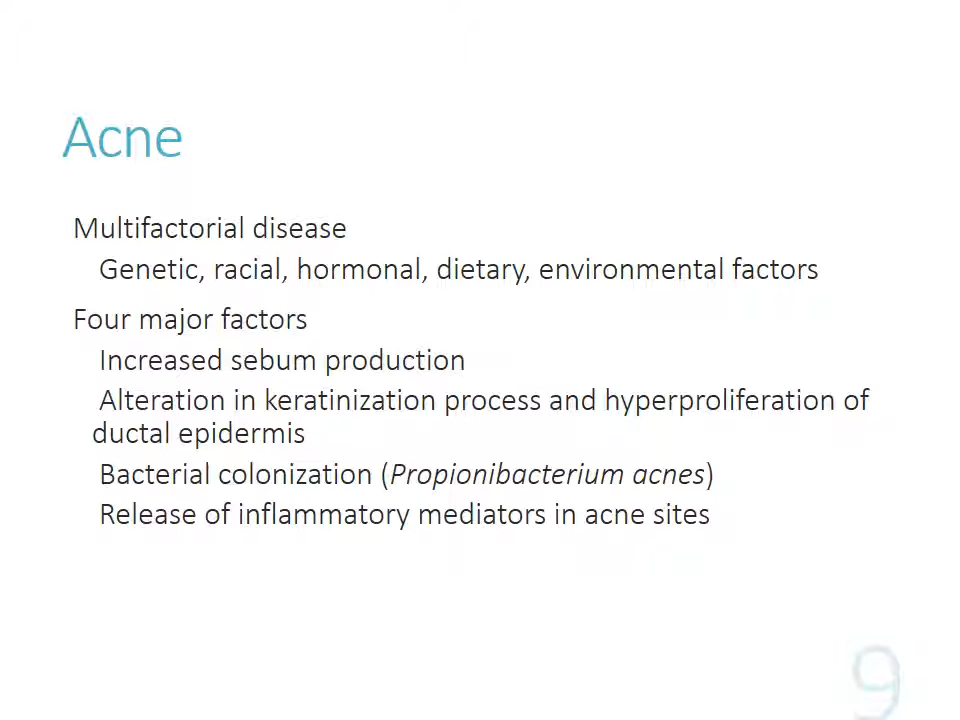 Acne
Multifactorial disease
Genetic, racial, hormonal, dietary, environmental factors
Four major factors
Increased sebum production
Alteration in keratinization process and hyperproliferation of
ductal epidermis
Bacterial colonization (Propionibacterium acnes)
Release of inflammatory mediators in acne sites
9